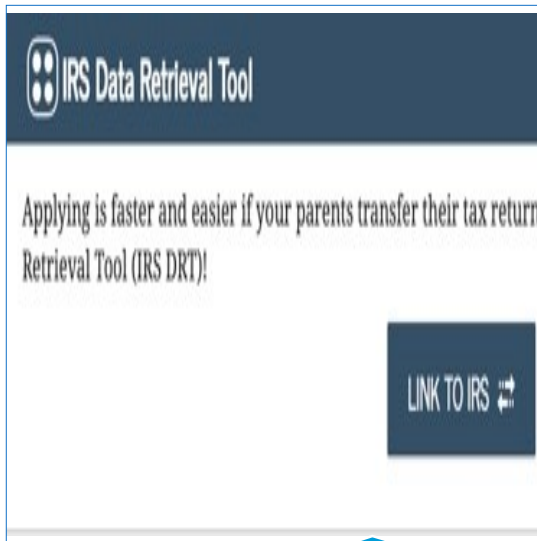 IRS Data Retrieval Tool
Applying is faster and easier if your parents transfer their tax return
Retrieval Tool (IRS DRT)!
LINK TO IRS